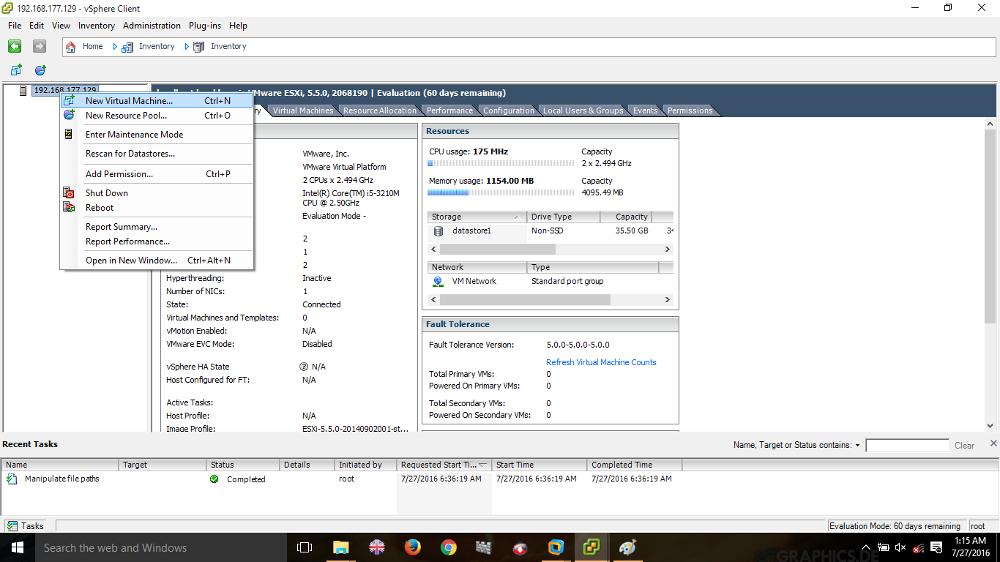 192.168.177.129 - vSphere Client
File Edit View Inventory Administration Plug-ins Help
Home Inventory Inventory
192.168.177.129
VMware ESXi, 5.5.0, 2068190 | Evaluation (60 days remaining)
Virtual Machines Resource Allocation Performance Configuration Local Users & Groups Events Permissions
New Virtual Machine... Ctrl+N
New Resource Pool... Ctrl+O
Enter Maintenance Mode
Rescan for Datastores...
Add Permission... Ctrl+P
Shut Down
Reboot
Report Summary...
Report Performance...
Open in New Window... Ctrl+Alt+N
VMware, Inc.
VMware Virtual Platform
2 CPUs x 2.494 GHz
Intel(R) Core(TM) i5-3210M
CPU @ 2.50GHz
Evaluation Mode -
2
1
2
Hyperthreading: Inactive
Number of NICs: 1
State: Connected
Virtual Machines and Templates: 0
vMotion Enabled: N/A
VMware EVC Mode: Disabled
vSphere HA State ? N/A
Host Configured for FT: N/A
Active Tasks:
Host Profile: N/A
Image Profile: ESXi-5.5.0-20140902001-st...
Resources
CPU usage: 175 MHz Capacity
2 x 2.494 GHz
Memory usage: 1154.00 MB Capacity
4095.49 MB
Storage Drive Type Capacity
datastore1 Non-SSD 35.50 GB 34
Network Type
VM Network Standard port group
Fault Tolerance
Fault Tolerance Version: 5.0.0-5.0.0-5.0.0
Refresh Virtual Machine Counts
Total Primary VMs: 0
Powered On Primary VMs: 0
Total Secondary VMs: 0
Powered On Secondary VMs: 0
Recent Tasks
Name, Target or Status contains: Clear
Name Target Status Details Initiated by Requested Start Ti... Start Time Completed Time
Manipulate file paths Completed root 7/27/2016 6:36:19 AM 7/27/2016 6:36:19 AM 7/27/2016 6:36:19 AM
Tasks Evaluation Mode: 60 days remaining root
Search the web and Windows
1:15 AM
7/27/2016
GTGRAPHICS.DE